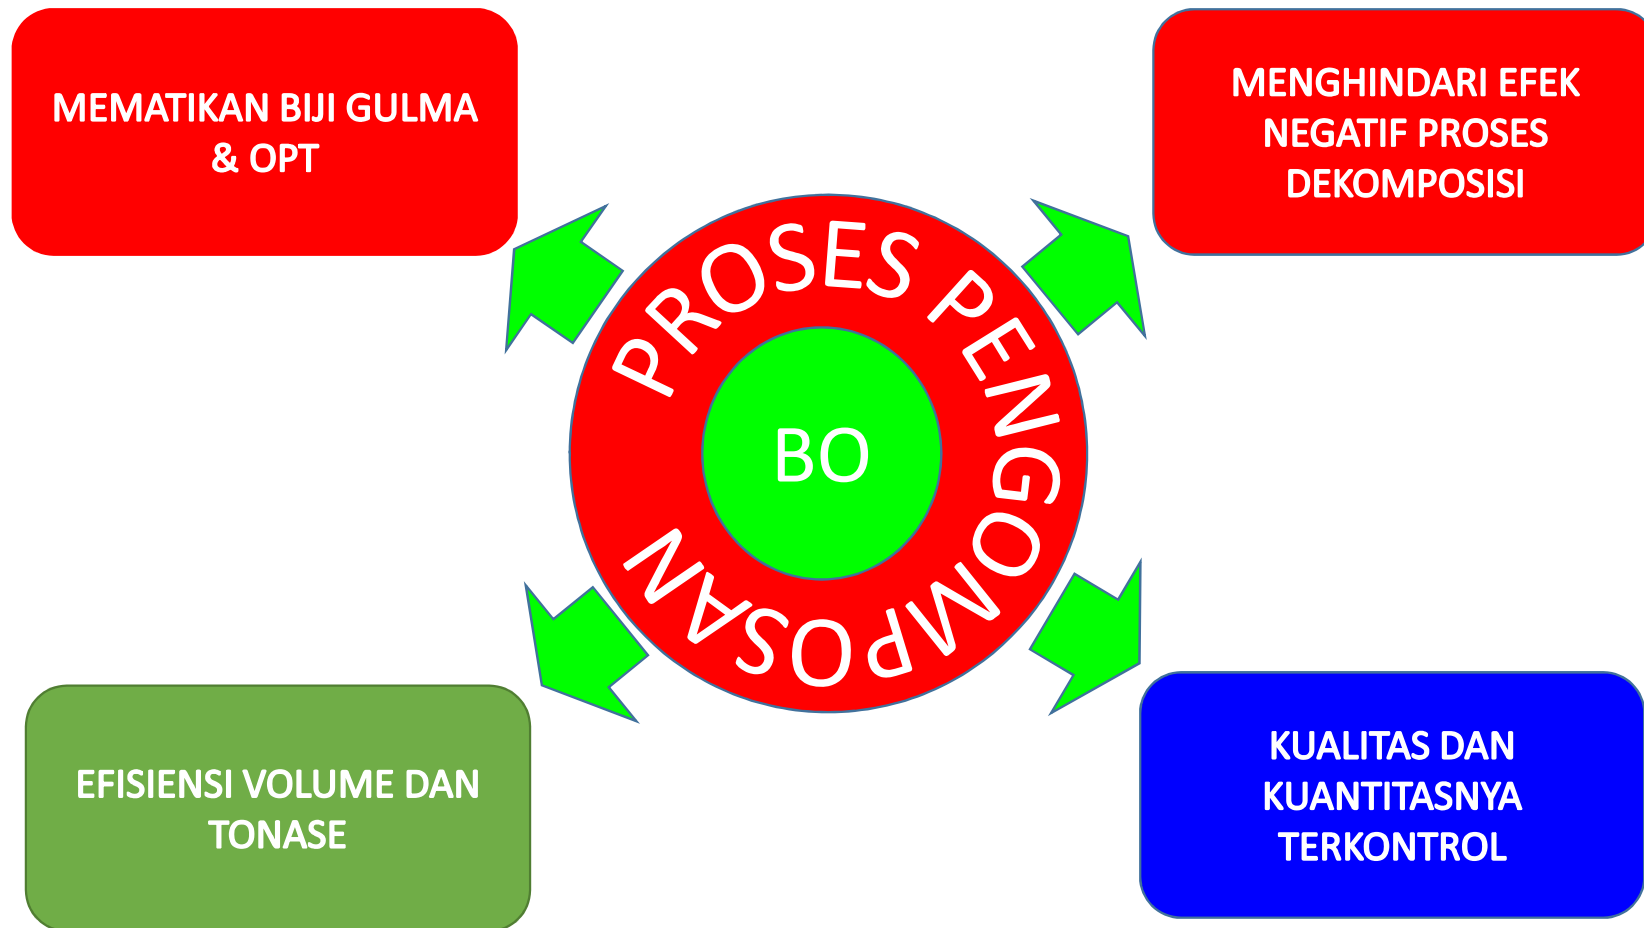 MEMATIKAN BIJI GULMA
& OPT
MENGHINDARI EFEK
NEGATIF PROSES
DEKOMPOSISI
PROSES PENGOMPOSAN
BO
EFISIENSI VOLUME DAN
TONASE
KUALITAS DAN
KUANTITASNYA
TERKONTROL